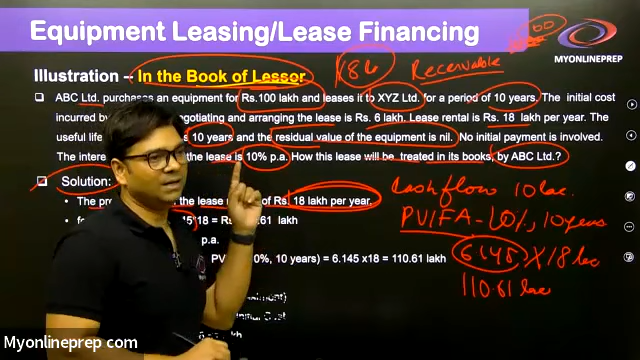 Equipment Leasing/Lease Financing
MYONLINEPREP
Illustration – In the Book of Lessor
18 L Receivable
ABC Ltd. purchases an equipment for Rs.100 lakh and leases it to XYZ Ltd. for a period of 10 years. The initial cost
incurred by negotiating and arranging the lease is Rs. 6 lakh. Lease rental is Rs. 18 lakh per year. The
useful life 10 years and the residual value of the equipment is nil. No initial payment is involved.
The intere the lease is 10% p.a. How this lease will be treated in its books, by ABC Ltd.?
Solution:
The pre the lease of Rs. 18 lakh per year.
fo *18 = Rs 61 lakh
p.a.
PV 0%, 10 years) = 6.145 x18 = 110.61 lakh
Cashflow 10 lac.
PVIFA - 10%, 10 years
6.145 X 18 lac
110.61 lac
Myonlineprep.com